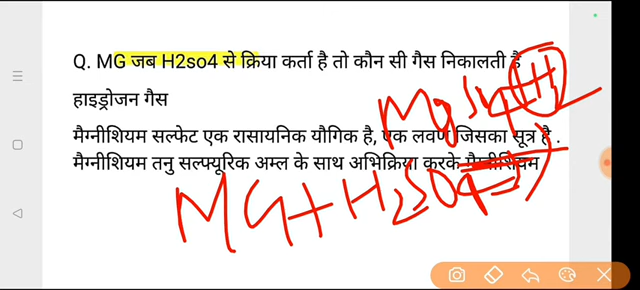 Q. MG जब H2so4 से क्रिया कर्ता है तो कौन सी गैस निकालती है
हाइड्रोजन गैस
मैग्नीशियम सल्फेट एक रासायनिक यौगिक है, एक लवण जिसका सूत्र है .
मैग्नीशियम तनु सल्फ्यूरिक अम्ल के साथ अभिक्रिया करके मैग्नीशियम
MG+H2SO4